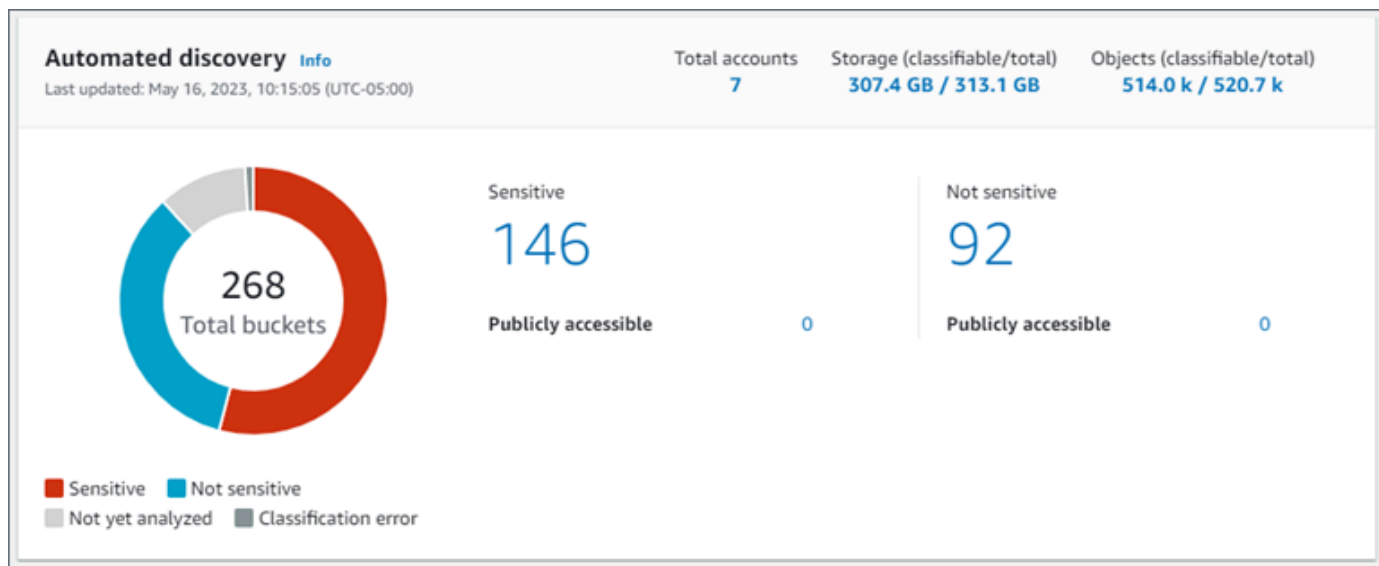 Automated discovery Info
Last updated: May 16, 2023, 10:15:05 (UTC-05:00)
Total accounts
7
Storage (classifiable/total)
307.4 GB / 313.1 GB
Objects (classifiable/total)
514.0 k / 520.7 k
268
Total buckets
Sensitive
Not sensitive
Not yet analyzed
Classification error
Sensitive
146
Publicly accessible 0
Not sensitive
92
Publicly accessible 0